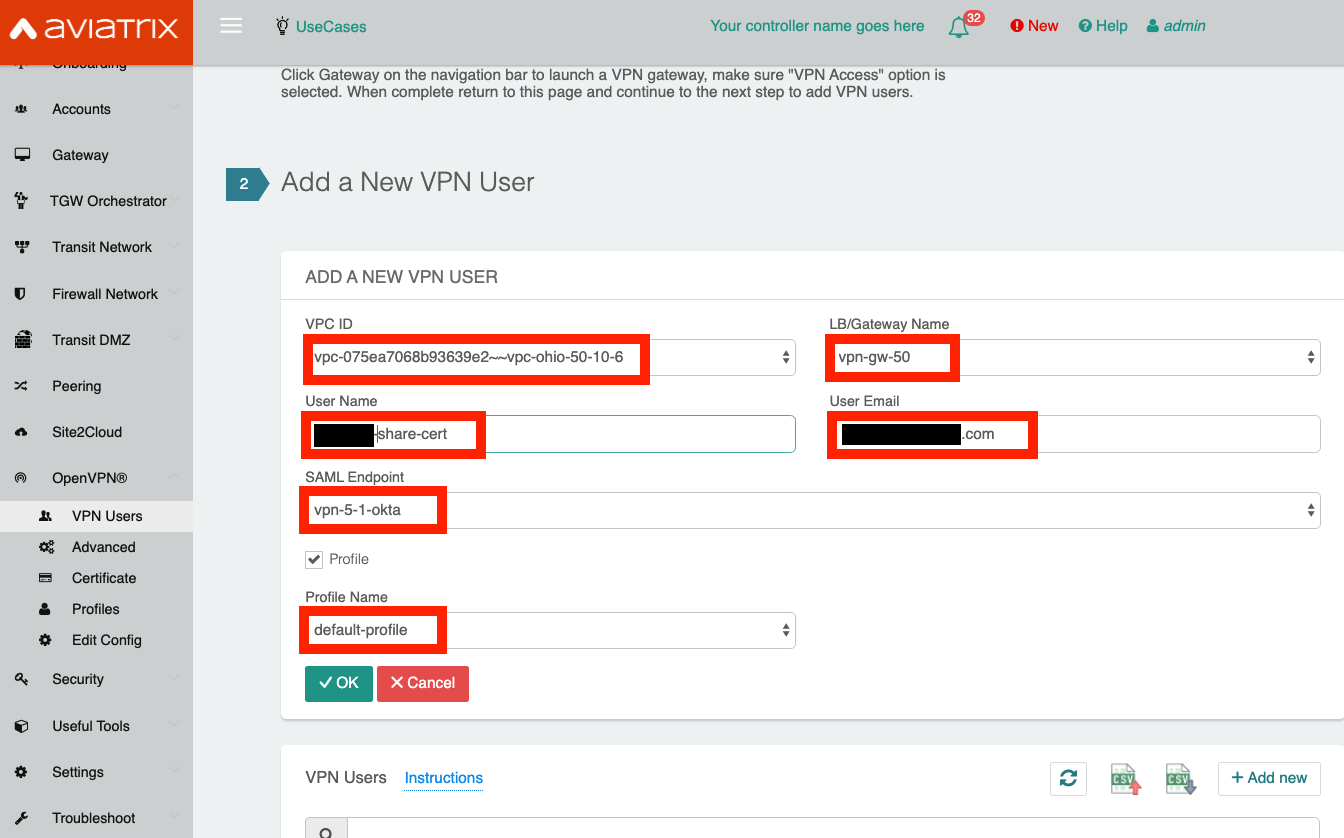 aviatrix
UseCases
Your controller name goes here
32
New
Help
admin
Onboarding
Accounts
Gateway
TGW Orchestrator
Transit Network
Firewall Network
Transit DMZ
Peering
Site2Cloud
OpenVPN®
VPN Users
Advanced
Certificate
Profiles
Edit Config
Security
Useful Tools
Settings
Troubleshoot
Click Gateway on the navigation bar to launch a VPN gateway, make sure "VPN Access" option is
selected. When complete return to this page and continue to the next step to add VPN users.
2
Add a New VPN User
ADD A NEW VPN USER
VPC ID
vpc-075ea7068b93639e2~~vpc-ohio-50-10-6
LB/Gateway Name
vpn-gw-50
User Name
-share-cert
User Email
.com
SAML Endpoint
vpn-5-1-okta
Profile
Profile Name
default-profile
OK
Cancel
VPN Users
Instructions
CSV
CSV
+ Add new